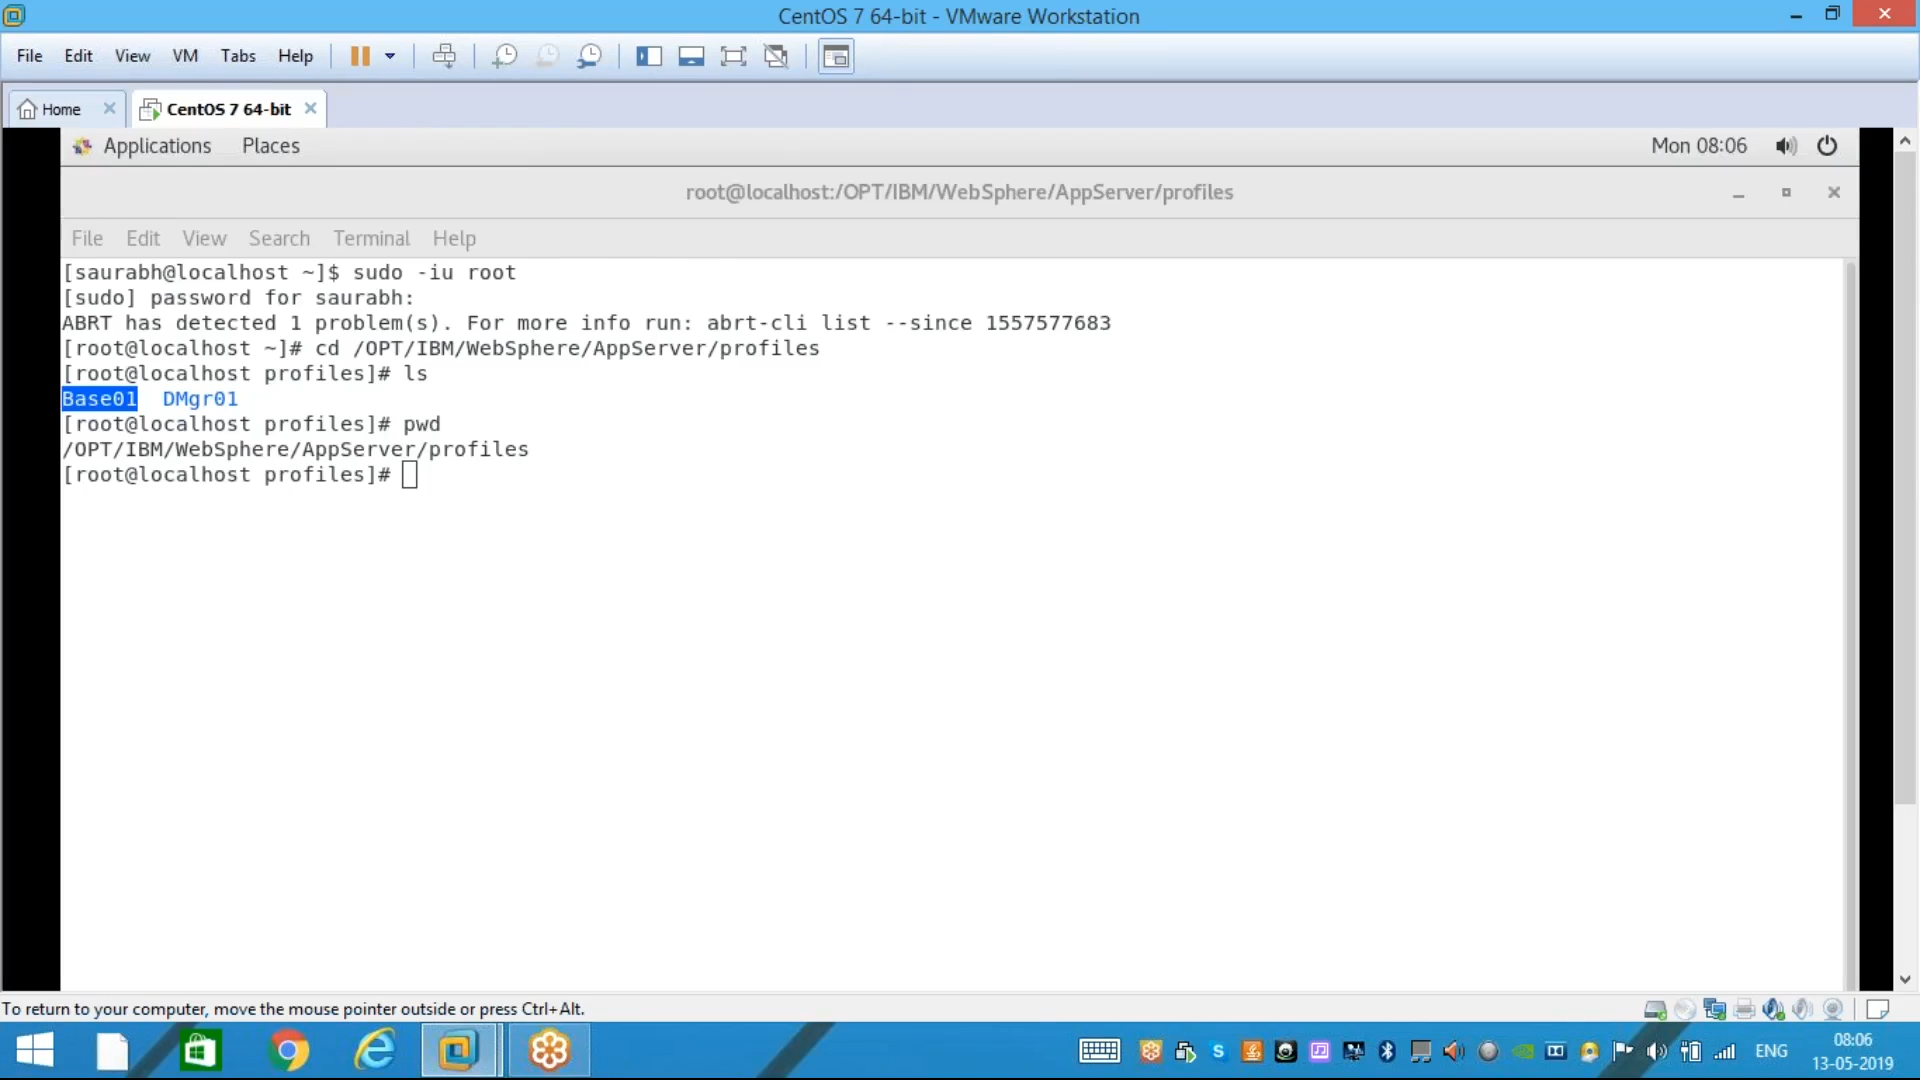 CentOS 7 64-bit - VMware Workstation
File Edit View VM Tabs Help
Home CentOS 7 64-bit
Applications Places Mon 08:06
root@localhost:/OPT/IBM/WebSphere/AppServer/profiles
File Edit View Search Terminal Help
[saurabh@localhost ~]$ sudo -iu root
[sudo] password for saurabh:
ABRT has detected 1 problem(s). For more info run: abrt-cli list --since 1557577683
[root@localhost ~]# cd /OPT/IBM/WebSphere/AppServer/profiles
[root@localhost profiles]# ls
Base01 DMgr01
[root@localhost profiles]# pwd
/OPT/IBM/WebSphere/AppServer/profiles
[root@localhost profiles]#
To return to your computer, move the mouse pointer outside or press Ctrl+Alt.
ENG
08:06
13-05-2019